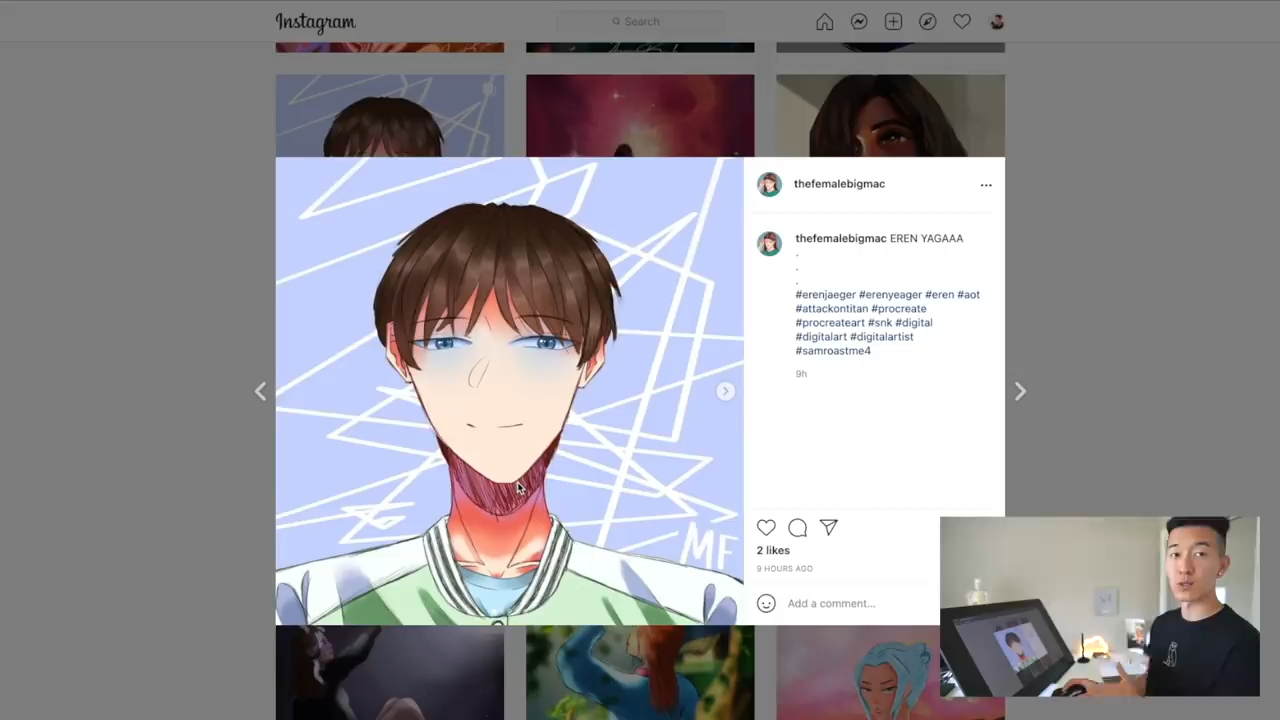 Instagram
Search
thefemalebigmac
thefemalebigmac EREN YAGAAA
.
.
.
#erenjaeger #erenyeager #eren #aot
#attackontitan #procreate
#procreateart #snk #digital
#digitalart #digitalartist
#samroastme4
9h
MF
2 likes
9 HOURS AGO
Add a comment...